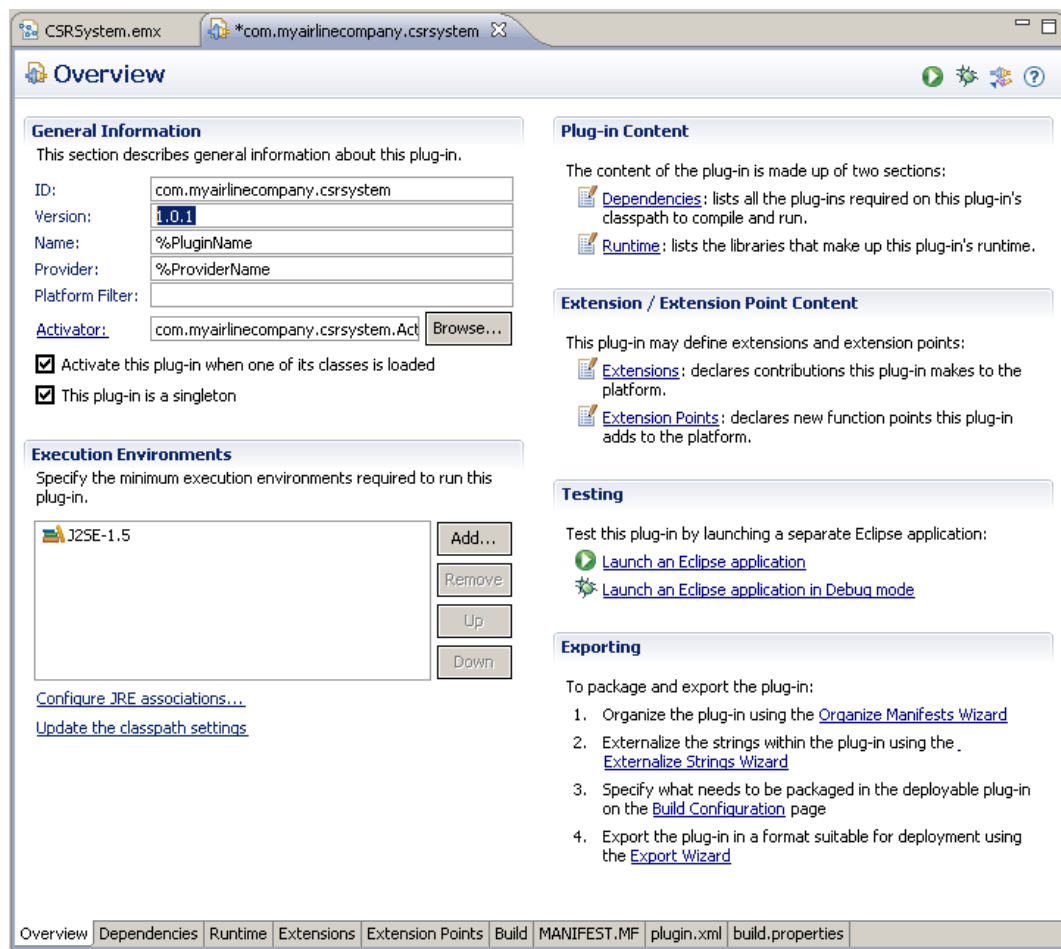 CSRSystem.emx
*com.myairlinecompany.csrsystem
Overview
General Information
This section describes general information about this plug-in.
ID: com.myairlinecompany.csrsystem
Version: 1.0.1
Name: %PluginName
Provider: %ProviderName
Platform Filter:
Activator: com.myairlinecompany.csrsystem.Act Browse...
Activate this plug-in when one of its classes is loaded
This plug-in is a singleton
Execution Environments
Specify the minimum execution environments required to run this
plug-in.
J2SE-1.5
Add...
Remove
Up
Down
Configure JRE associations...
Update the classpath settings
Plug-in Content
The content of the plug-in is made up of two sections:
Dependencies: lists all the plug-ins required on this plug-in's
classpath to compile and run.
Runtime: lists the libraries that make up this plug-in's runtime.
Extension / Extension Point Content
This plug-in may define extensions and extension points:
Extensions: declares contributions this plug-in makes to the
platform.
Extension Points: declares new function points this plug-in
adds to the platform.
Testing
Test this plug-in by launching a separate Eclipse application:
Launch an Eclipse application
Launch an Eclipse application in Debug mode
Exporting
To package and export the plug-in:
1. Organize the plug-in using the Organize Manifests Wizard
2. Externalize the strings within the plug-in using the
Externalize Strings Wizard
3. Specify what needs to be packaged in the deployable plug-in
on the Build Configuration page
4. Export the plug-in in a format suitable for deployment using
the Export Wizard
Overview Dependencies Runtime Extensions Extension Points Build MANIFEST.MF plugin.xml build.properties